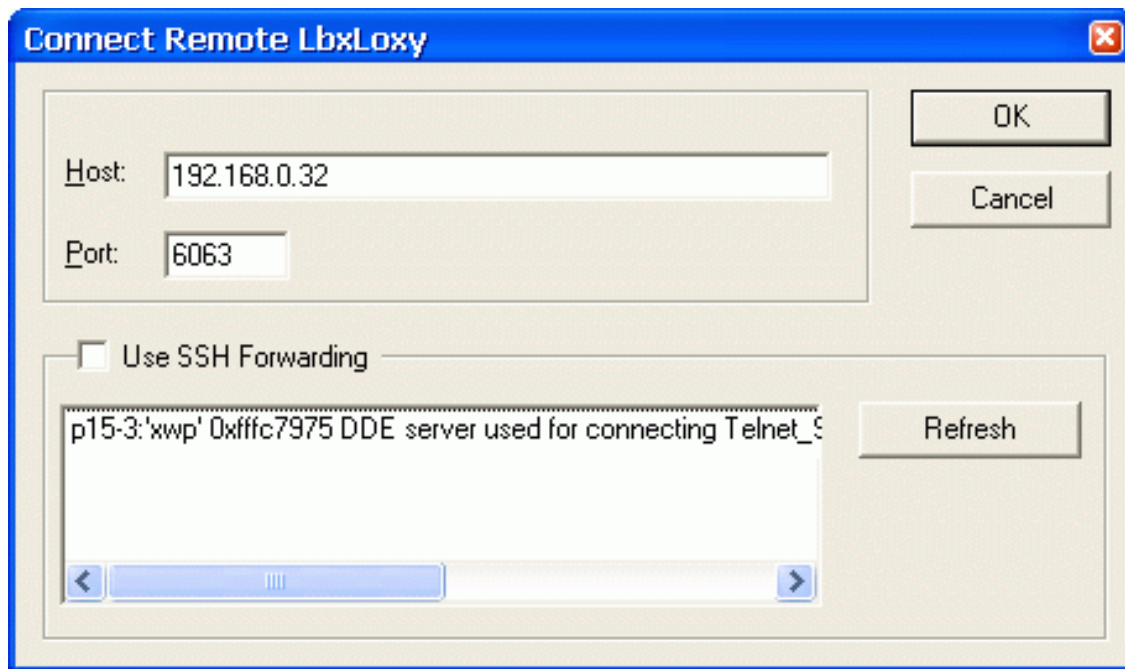 Connect Remote LbxLoxy
Host: 192.168.0.32
Port: 6063
OK
Cancel
Use SSH Forwarding
p15-3:'xwp' 0xfffc7975 DDE server used for connecting Telnet_S
Refresh